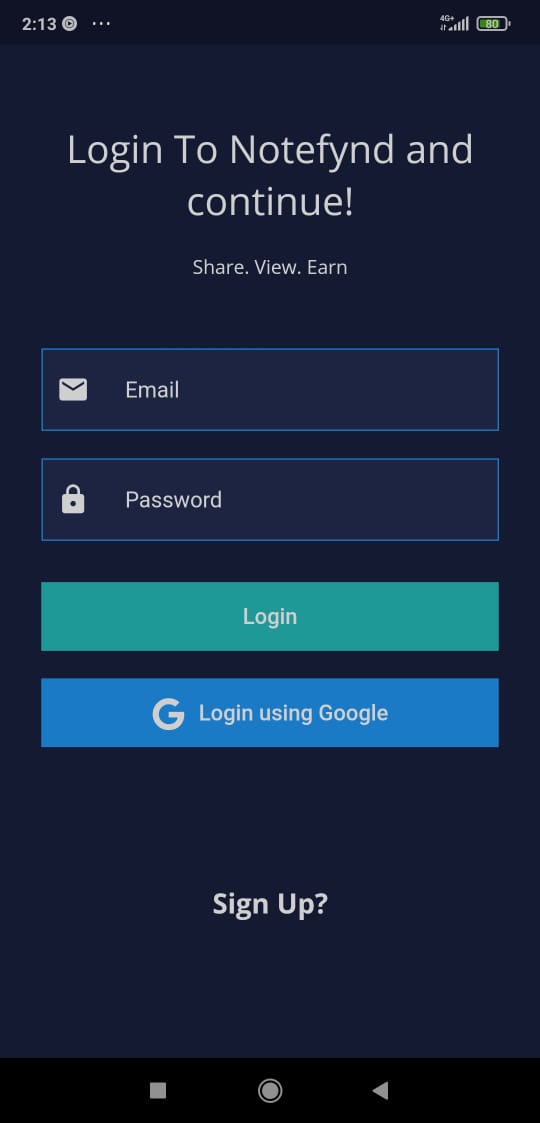 2:13
4G+
80
Login To Notefynd and
continue!
Share. View. Earn
Email
Password
Login
Login using Google
Sign Up?